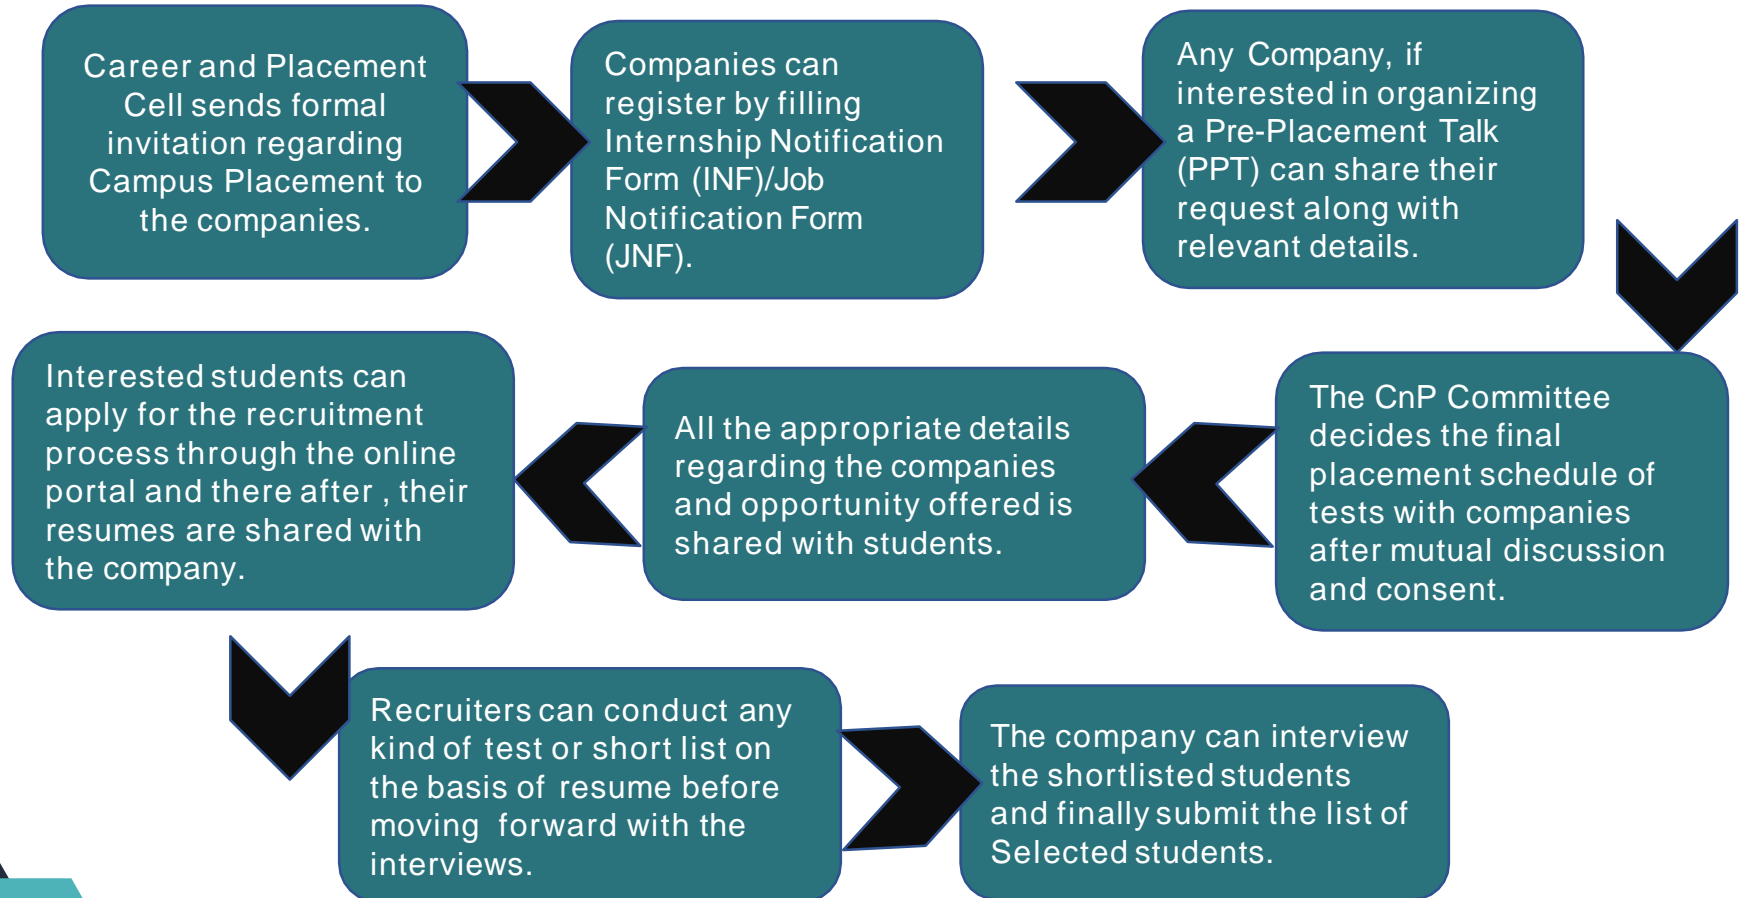 Career and Placement
Cell sends formal
invitation regarding
Campus Placement to
the companies.
Companies can
register by filling
Internship Notification
Form (INF)/Job
Notification Form
(JNF).
Any Company, if
interested in organizing
a Pre-Placement Talk
(PPT) can share their
request along with
relevant details.
The CnP Committee
decides the final
placement schedule of
tests with companies
after mutual discussion
and consent.
All the appropriate details
regarding the companies
and opportunity offered is
shared with students.
Interested students can
apply for the recruitment
process through the online
portal and there after , their
resumes are shared with
the company.
Recruiters can conduct any
kind of test or short list on
the basis of resume before
moving forward with the
interviews.
The company can interview
the shortlisted students
and finally submit the list of
Selected students.